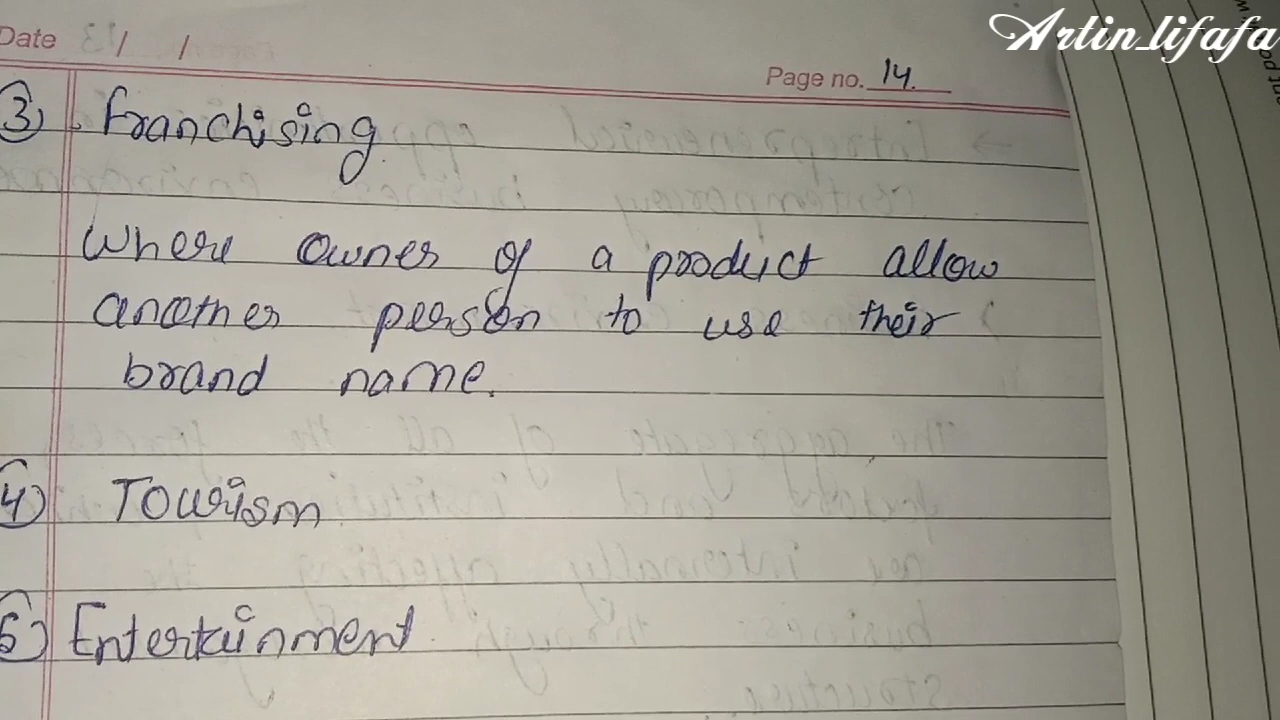 Artin_lifafa
Date / /
Page no. 14.
3) Franchising
Where owner of a product allow
another person to use their
brand name.
4) Tourism
5) Entertainment